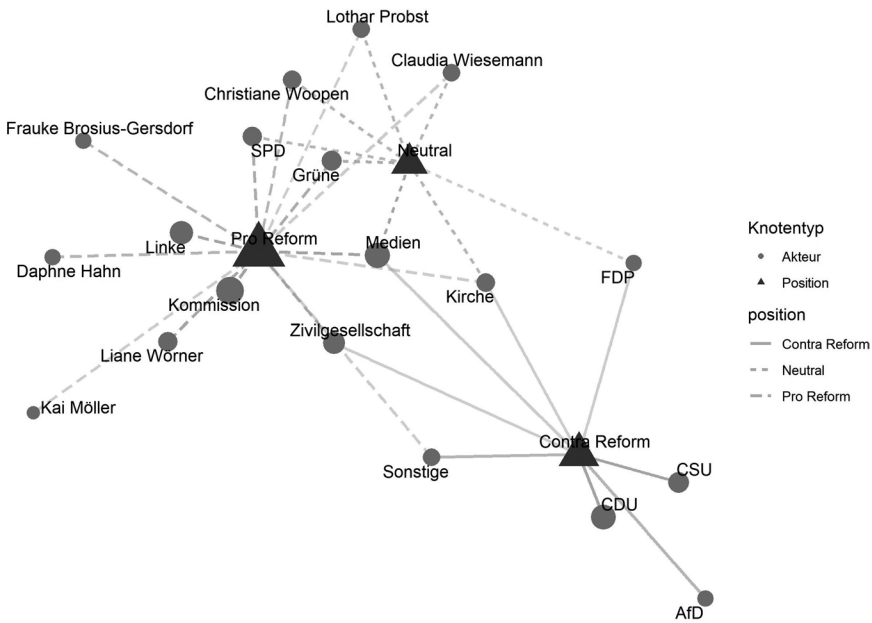 Lothar Probst
Claudia Wiesemann
Christiane Woopen
Frauke Brosius-Gersdorf
SPD
Neutral
Grüne
Linke
Pro Reform
Medien
Daphne Hahn
FDP
Kommission
Kirche
Zivilgesellschaft
Liane Wörner
Kai Möller
Contra Reform
Sonstige
CSU
CDU
AfD
Knotentyp
Akteur
Position
position
Contra Reform
Neutral
Pro Reform